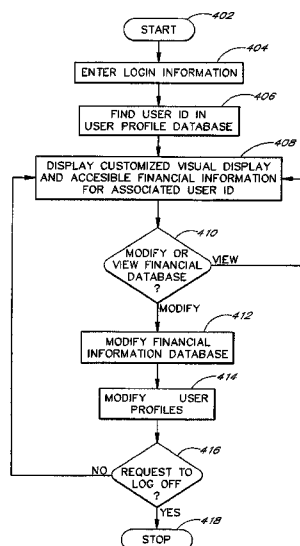 402
START
404
ENTER LOGIN INFORMATION
406
FIND USER ID IN
USER PROFILE DATABASE
408
DISPLAY CUSTOMIZED VISUAL DISPLAY
AND ACCESIBLE FINANCIAL INFORMATION
FOR ASSOCIATED USER ID
410
MODIFY OR
VIEW FINANCIAL
DATABASE
?
VIEW
MODIFY
412
MODIFY FINANCIAL
INFORMATION DATABASE
414
MODIFY USER
PROFILES
416
NO
REQUEST TO
LOG OFF
?
YES
418
STOP